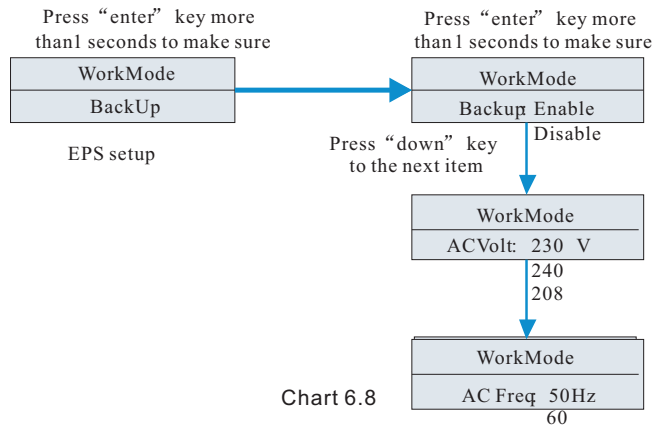 Press “enter” key more
than1 seconds to make sure
WorkMode
BackUp
EPS setup
Press “enter” key more
than1 seconds to make sure
WorkMode
Backup: Enable
Disable
Press “down” key
to the next item
WorkMode
ACVolt: 230 V
240
208
WorkMode
AC Freq: 50Hz
60
Chart 6.8